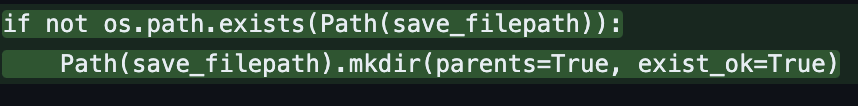 if not os.path.exists(Path(save_filepath)):
    Path(save_filepath).mkdir(parents=True, exist_ok=True)